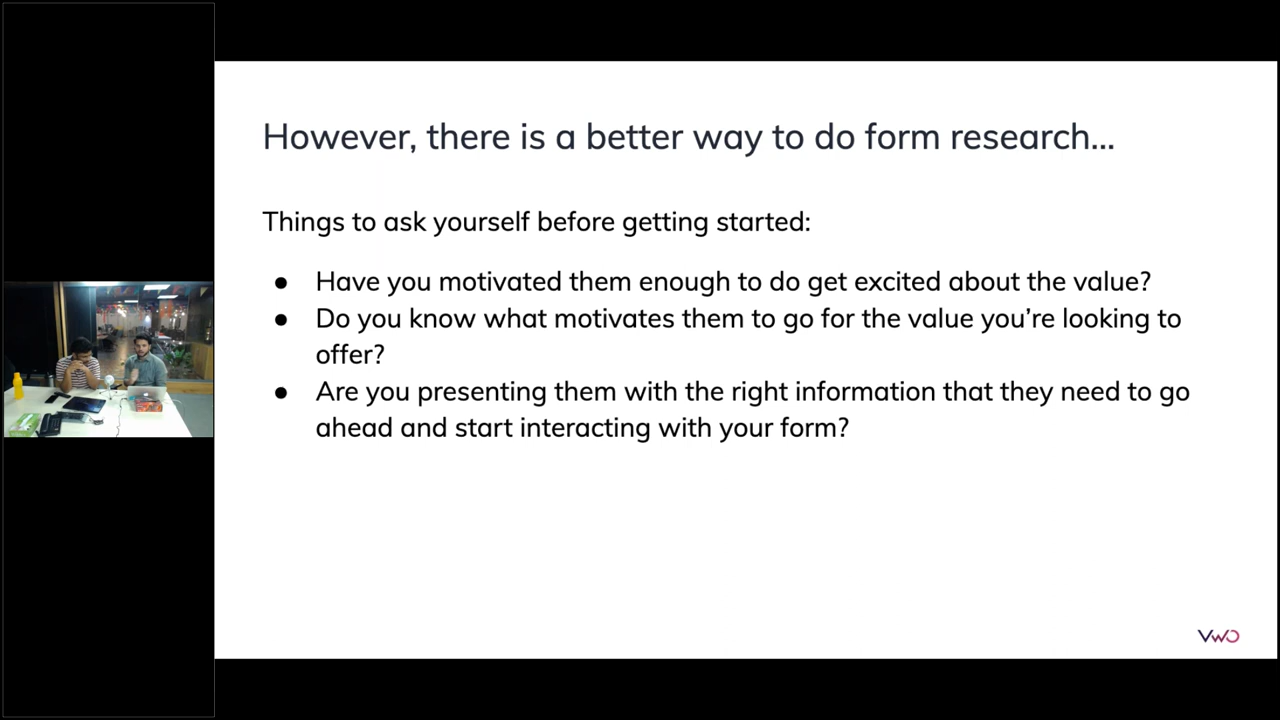 However, there is a better way to do form research...
Things to ask yourself before getting started:
● Have you motivated them enough to do get excited about the value?
● Do you know what motivates them to go for the value you’re looking to
offer?
● Are you presenting them with the right information that they need to go
ahead and start interacting with your form?
VWO